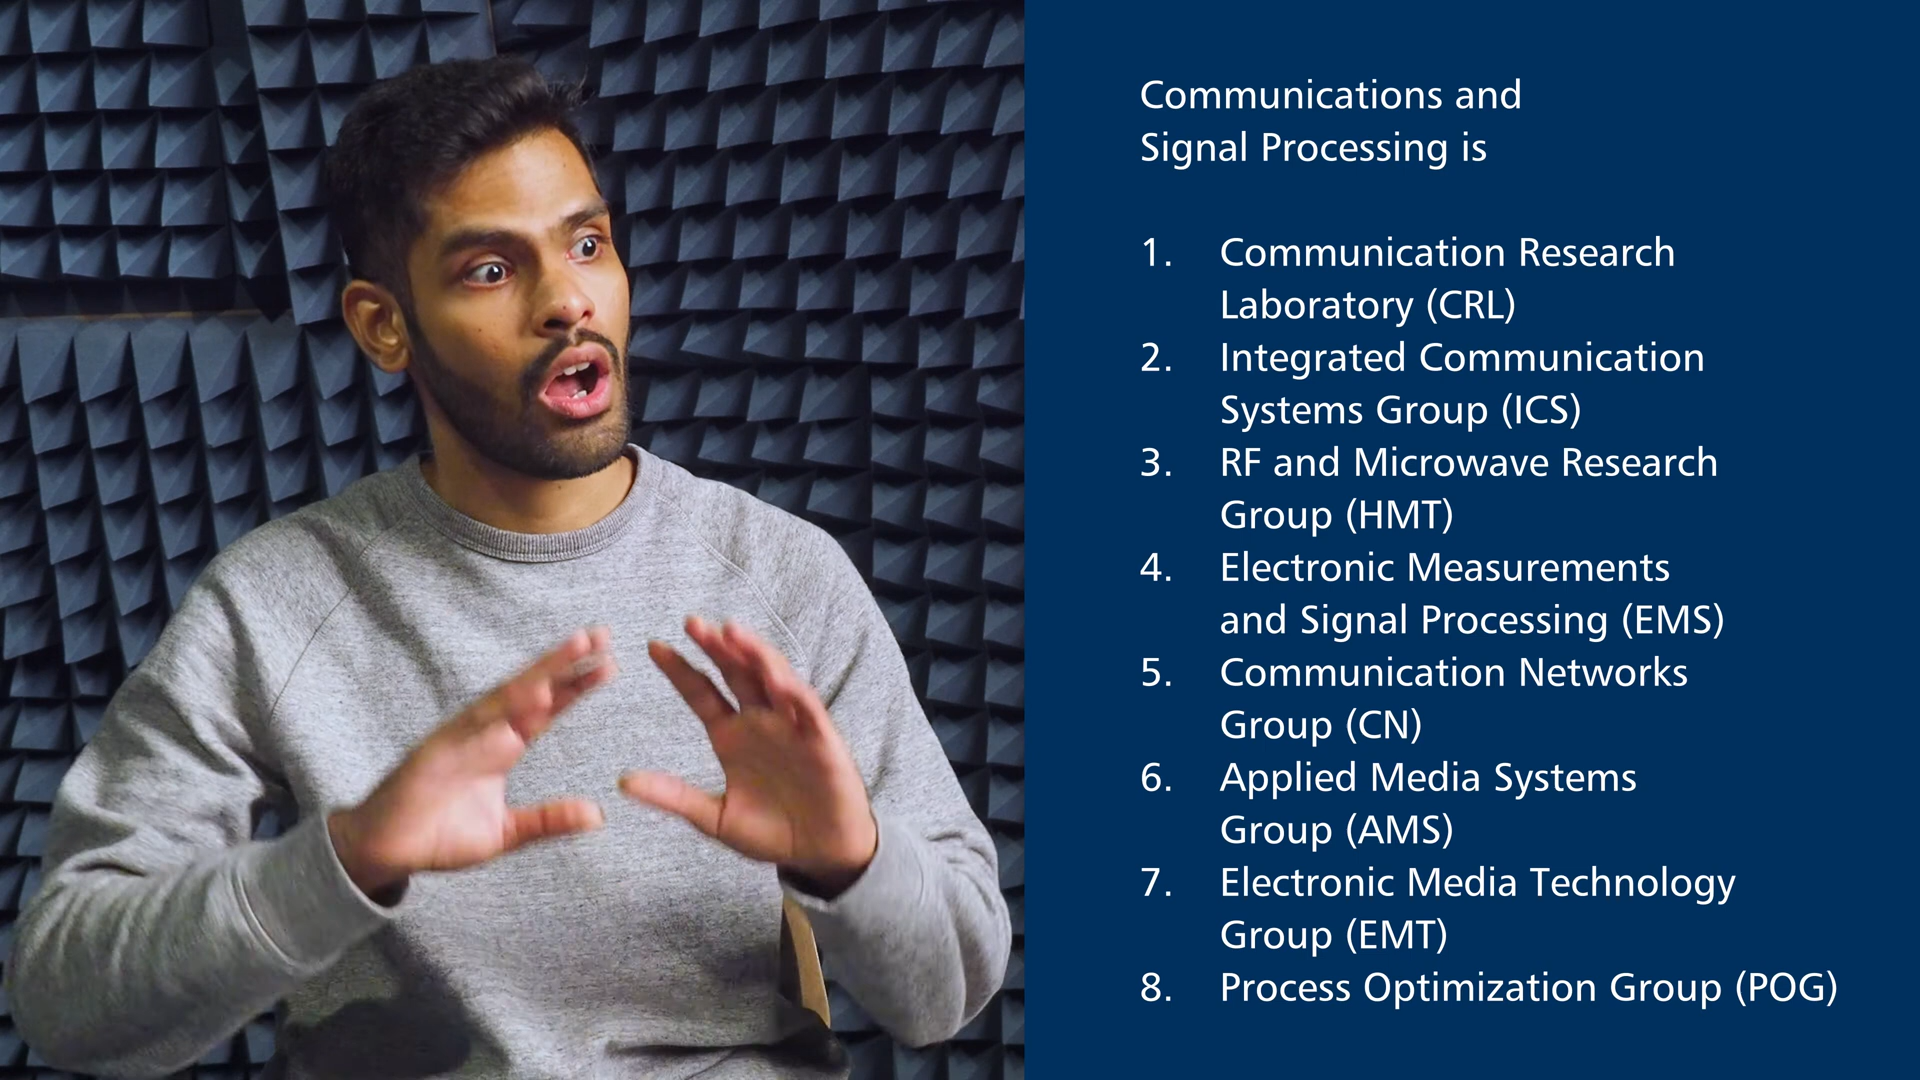 Communications and
Signal Processing is
1. Communication Research
Laboratory (CRL)
2. Integrated Communication
Systems Group (ICS)
3. RF and Microwave Research
Group (HMT)
4. Electronic Measurements
and Signal Processing (EMS)
5. Communication Networks
Group (CN)
6. Applied Media Systems
Group (AMS)
7. Electronic Media Technology
Group (EMT)
8. Process Optimization Group (POG)